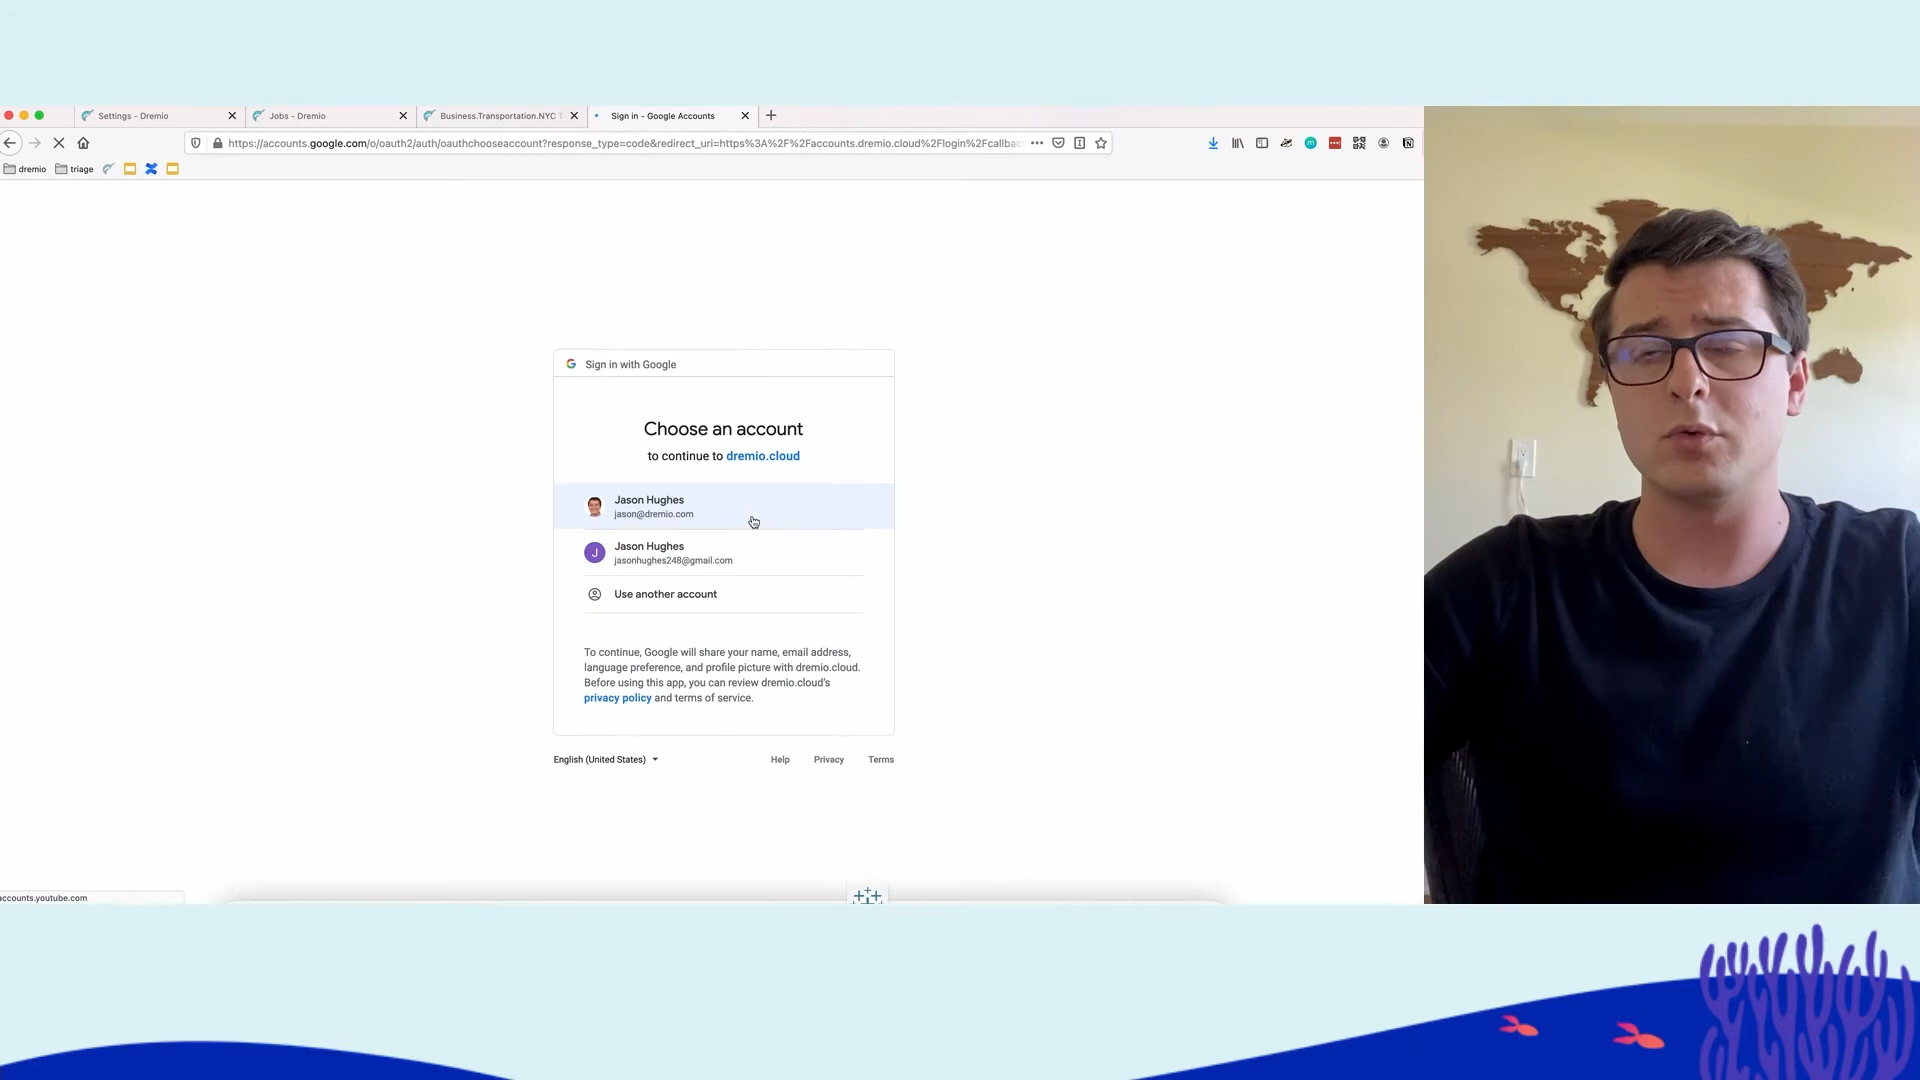 Settings - Dremio
Jobs - Dremio
Business.Transportation.NYC T
Sign in - Google Accounts
https://accounts.google.com/o/oauth2/auth/oauthchooseaccount?response_type=code&redirect_uri=https%3A%2F%2Faccounts.dremio.cloud%2Flogin%2Fcallbac
dremio
triage
Sign in with Google
Choose an account
to continue to dremio.cloud
Jason Hughes
jason@dremio.com
J
Jason Hughes
jasonhughes248@gmail.com
Use another account
To continue, Google will share your name, email address,
language preference, and profile picture with dremio.cloud.
Before using this app, you can review dremio.cloud's
privacy policy and terms of service.
English (United States)
Help
Privacy
Terms
accounts.youtube.com